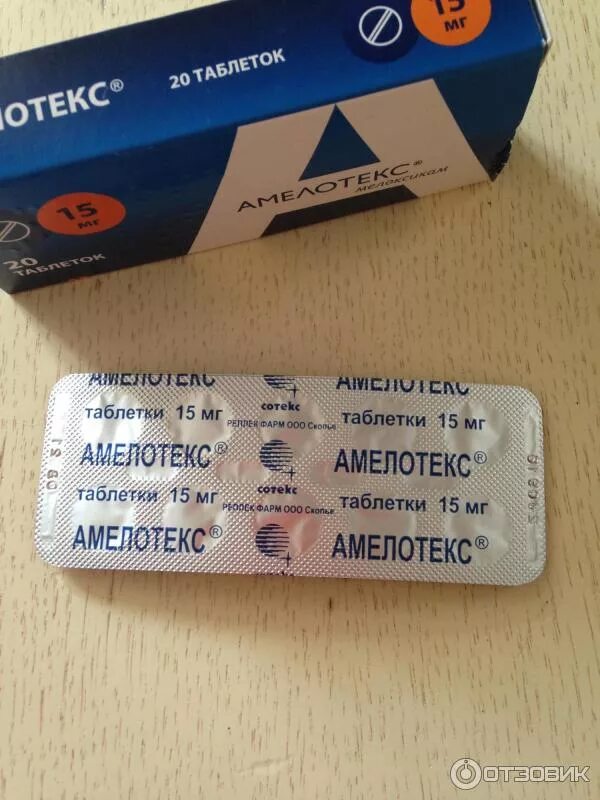 ЛОТЕКС®
20 ТАБЛЕТОК
15
МГ
АМЕЛОТЕКС®
мелоксикам
15
МГ
20
ТАБЛЕТОК
АМЕЛОТЕКС
АМЕЛОТЕКС
таблетки 15 мг
сотекс
РЕПЛЕК ФАРМ ООО Скопье
таблетки 15 мг
АМЕЛОТЕКС®
АМЕЛОТЕКС®
таблетки 15 мг
сотекс
РЕПЛЕК ФАРМ ООО Скопье
таблетки 15 мг
АМЕЛОТЕКС®
АМЕЛОТЕКС®
ОТЗОВИК